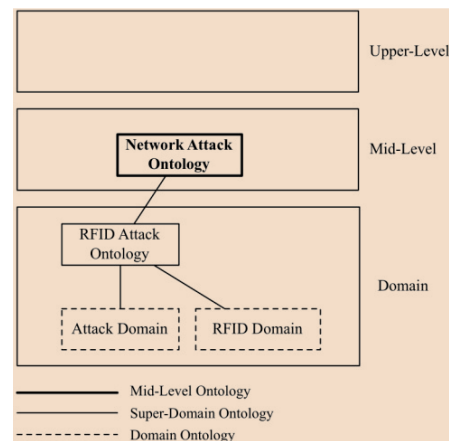 Upper-Level
Network Attack
Ontology
Mid-Level
RFID Attack
Ontology
Domain
Attack Domain
RFID Domain
Mid-Level Ontology
Super-Domain Ontology
Domain Ontology